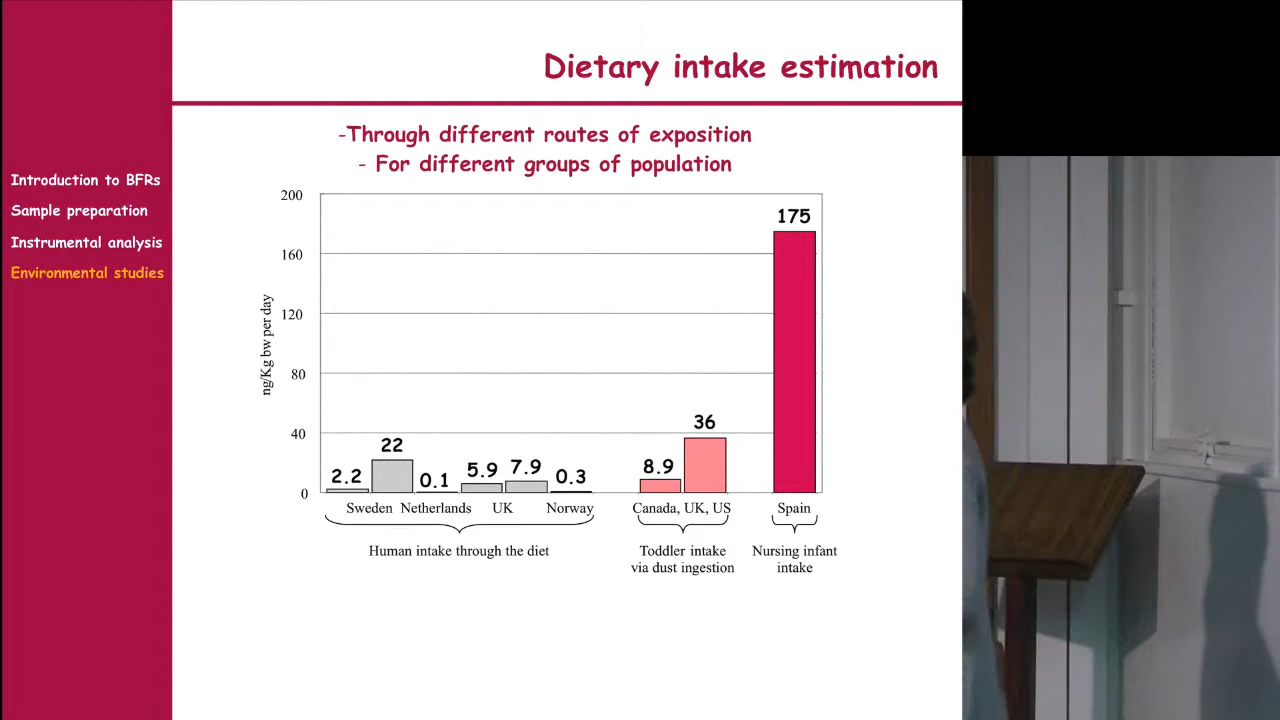 Dietary intake estimation
-Through different routes of exposition
- For different groups of population
Introduction to BFRs
Sample preparation
Instrumental analysis
Environmental studies
200
160
120
80
40
0
ng/Kg bw per day
2.2
22
0.1
5.9
7.9
0.3
8.9
36
175
Sweden Netherlands UK Norway Canada, UK, US Spain
Human intake through the diet
Toddler intake
via dust ingestion
Nursing infant
intake